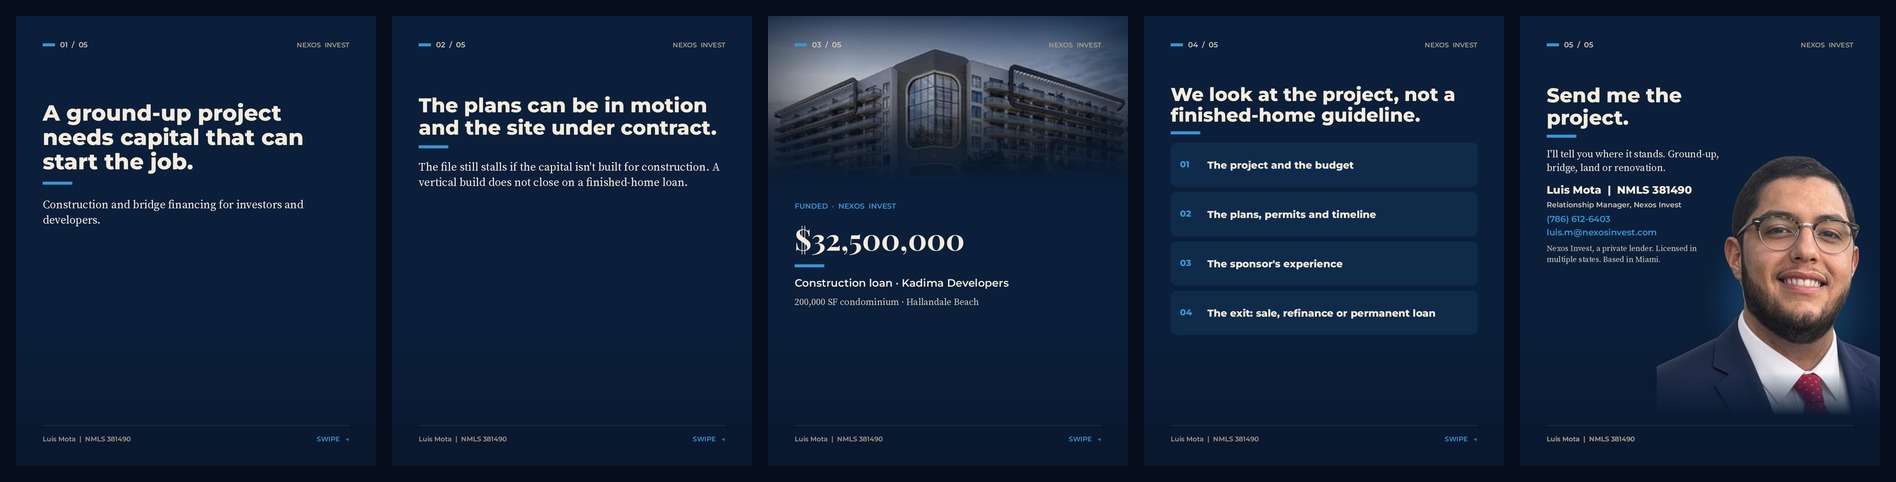 01 / 05
NEXOS INVEST
A ground-up project
needs capital that can
start the job.
Construction and bridge financing for investors and
developers.
Luis Mota | NMLS 381490
SWIPE →
02 / 05
NEXOS INVEST
The plans can be in motion
and the site under contract.
The file still stalls if the capital isn't built for construction. A
vertical build does not close on a finished-home loan.
Luis Mota | NMLS 381490
SWIPE →
03 / 05
NEXOS INVEST
FUNDED · NEXOS INVEST
$32,500,000
Construction loan · Kadima Developers
200,000 SF condominium · Hallandale Beach
Luis Mota | NMLS 381490
SWIPE →
04 / 05
NEXOS INVEST
We look at the project, not a
finished-home guideline.
01 The project and the budget
02 The plans, permits and timeline
03 The sponsor's experience
04 The exit: sale, refinance or permanent loan
Luis Mota | NMLS 381490
SWIPE →
05 / 05
NEXOS INVEST
Send me the
project.
I'll tell you where it stands. Ground-up,
bridge, land or renovation.
Luis Mota | NMLS 381490
Relationship Manager, Nexos Invest
(786) 612-6403
luis.m@nexosinvest.com
Nexos Invest, a private lender. Licensed in
multiple states. Based in Miami.
Luis Mota | NMLS 381490